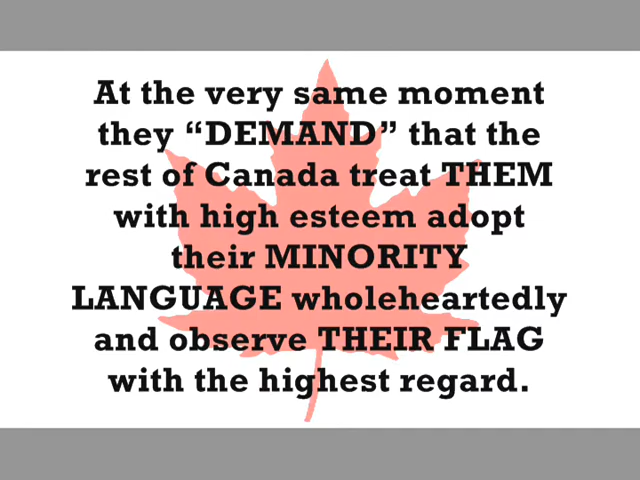 At the very same moment
they “DEMAND” that the
rest of Canada treat THEM
with high esteem adopt
their MINORITY
LANGUAGE wholeheartedly
and observe THEIR FLAG
with the highest regard.